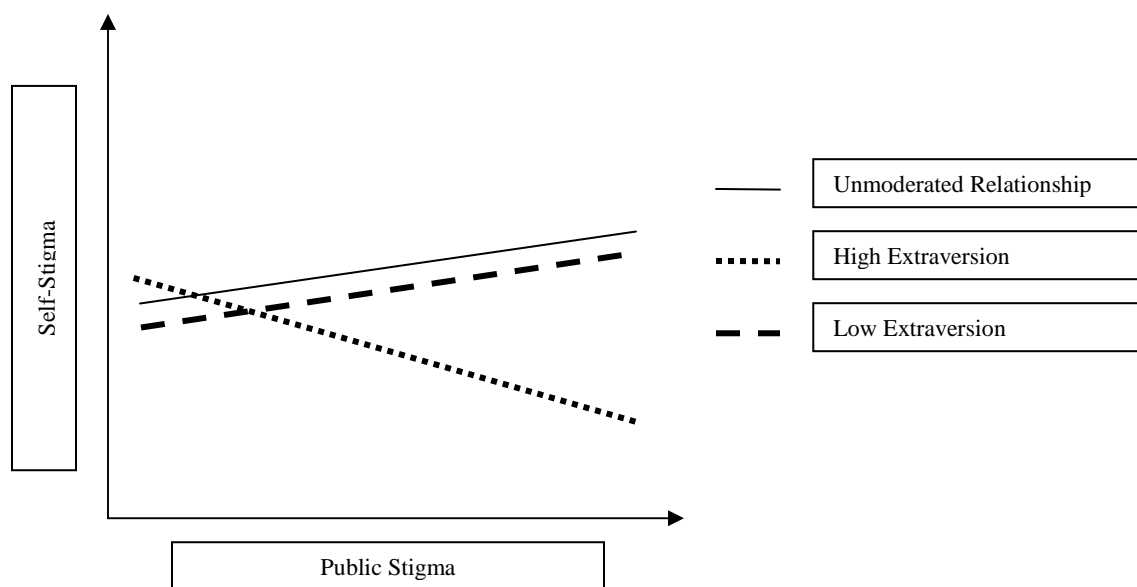 Self-Stigma
Unmoderated Relationship
High Extraversion
Low Extraversion
Public Stigma